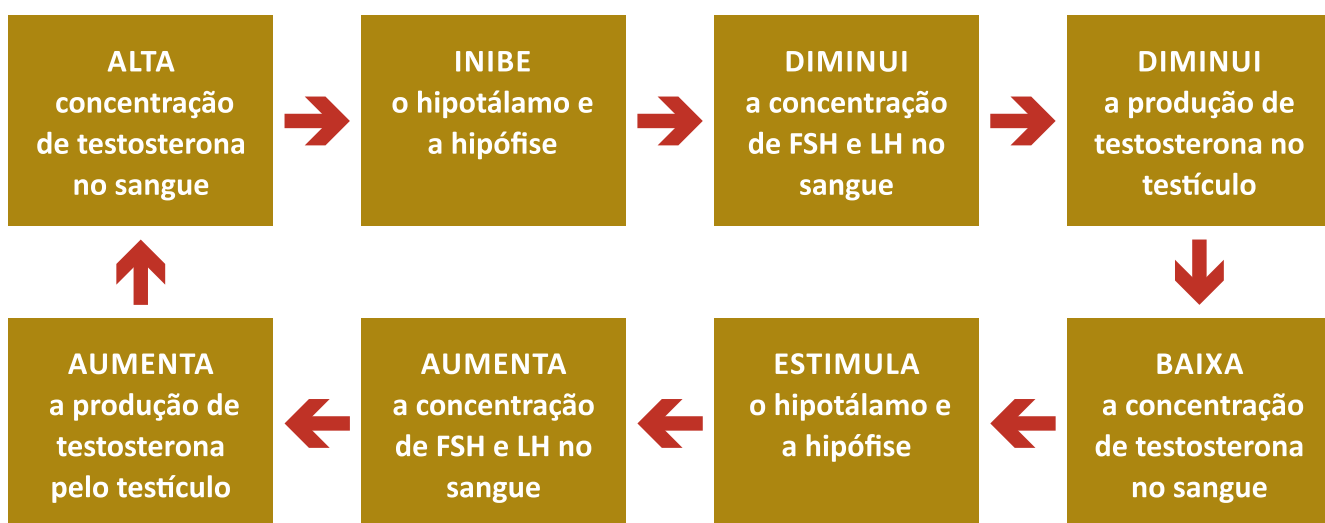 ALTA
concentração
de testosterona
no sangue
INIBE
o hipotálamo e
a hipófise
DIMINUI
a concentração
de FSH e LH no
sangue
DIMINUI
a produção de
testosterona no
testículo
BAIXA
a concentração
de testosterona
no sangue
ESTIMULA
o hipotálamo e
a hipófise
AUMENTA
a concentração
de FSH e LH no
sangue
AUMENTA
a produção de
testosterona
pelo testículo